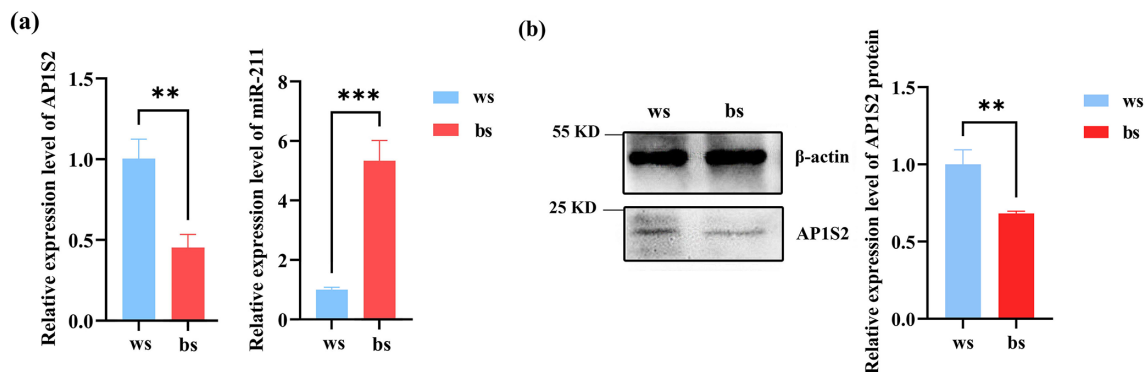 (a)
Relative expression level of AP1S2
1.5
1.0
0.5
0.0
**
ws
bs
Relative expression level of miR-211
8
6
4
2
0
***
ws
bs
ws
bs
(b)
ws
bs
55 KD
β-actin
25 KD
AP1S2
Relative expression level of AP1S2 protein
1.5
1.0
0.5
0.0
**
ws
bs
ws
bs